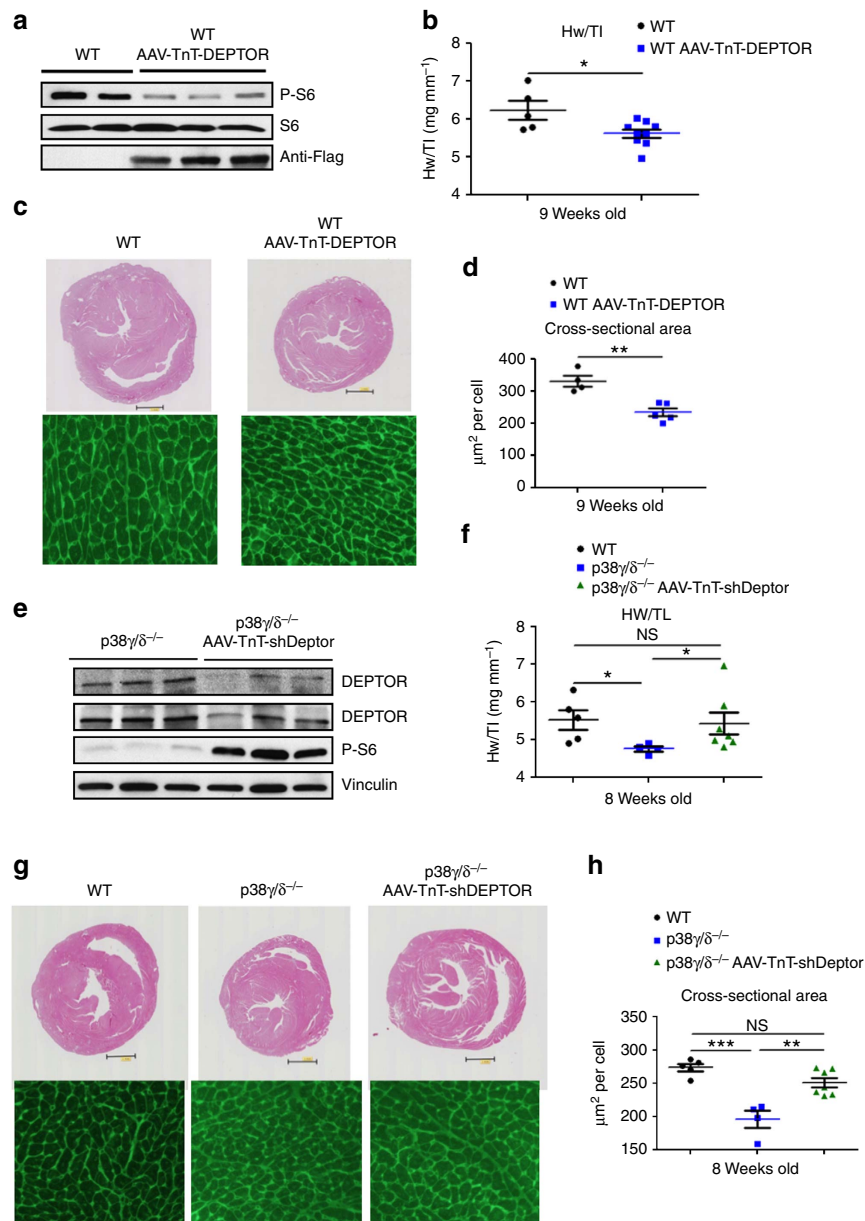 a
WT
WT
AAV-TnT-DEPTOR
P-S6
S6
Anti-Flag
b
Hw/Tl
WT
WT AAV-TnT-DEPTOR
*
Hw/Tl (mg mm⁻¹)
8
7
6
5
4
9 Weeks old
c
WT
WT
AAV-TnT-DEPTOR
d
WT
WT AAV-TnT-DEPTOR
Cross-sectional area
**
µm² per cell
400
300
200
100
0
9 Weeks old
e
p38γ/δ⁻/⁻
p38γ/δ⁻/⁻
AAV-TnT-shDeptor
DEPTOR
DEPTOR
P-S6
Vinculin
f
WT
p38γ/δ⁻/⁻
p38γ/δ⁻/⁻ AAV-TnT-shDeptor
HW/TL
NS
* *
Hw/Tl (mg mm⁻¹)
8
7
6
5
4
8 Weeks old
g
WT
p38γ/δ⁻/⁻
p38γ/δ⁻/⁻
AAV-TnT-shDEPTOR
h
WT
p38γ/δ⁻/⁻
p38γ/δ⁻/⁻ AAV-TnT-shDeptor
Cross-sectional area
NS
*** **
µm² per cell
350
300
250
200
150
8 Weeks old